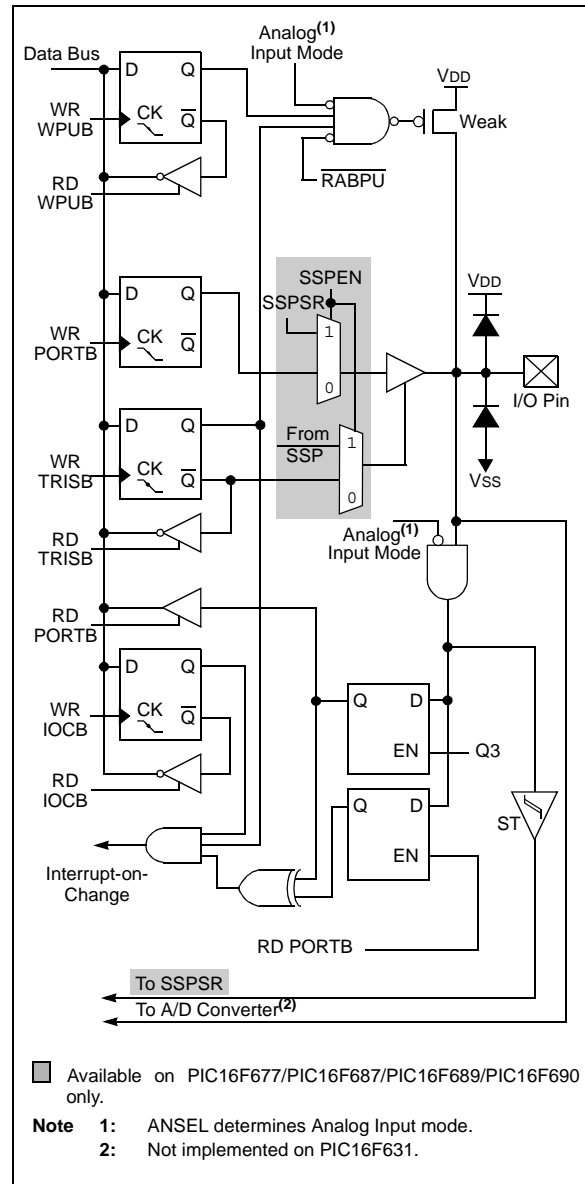 Analog(1)
Input Mode
Data Bus
D Q
VDD
WR
WPUB
CK
Q
Weak
RD
WPUB
RABPU
SSPEN
SSPSR
VDD
D Q
1
WR
PORTB
CK
Q
0
I/O Pin
D Q
From
SSP
1
WR
TRISB
CK
Q
0
VSS
Analog(1)
Input Mode
RD
TRISB
RD
PORTB
D Q
Q D
WR
IOCB
CK
Q
EN
Q3
RD
IOCB
Q D
ST
EN
Interrupt-on-
Change
RD PORTB
To SSPSR
To A/D Converter(2)
Available on PIC16F677/PIC16F687/PIC16F689/PIC16F690
only.
Note 1: ANSEL determines Analog Input mode.
2: Not implemented on PIC16F631.